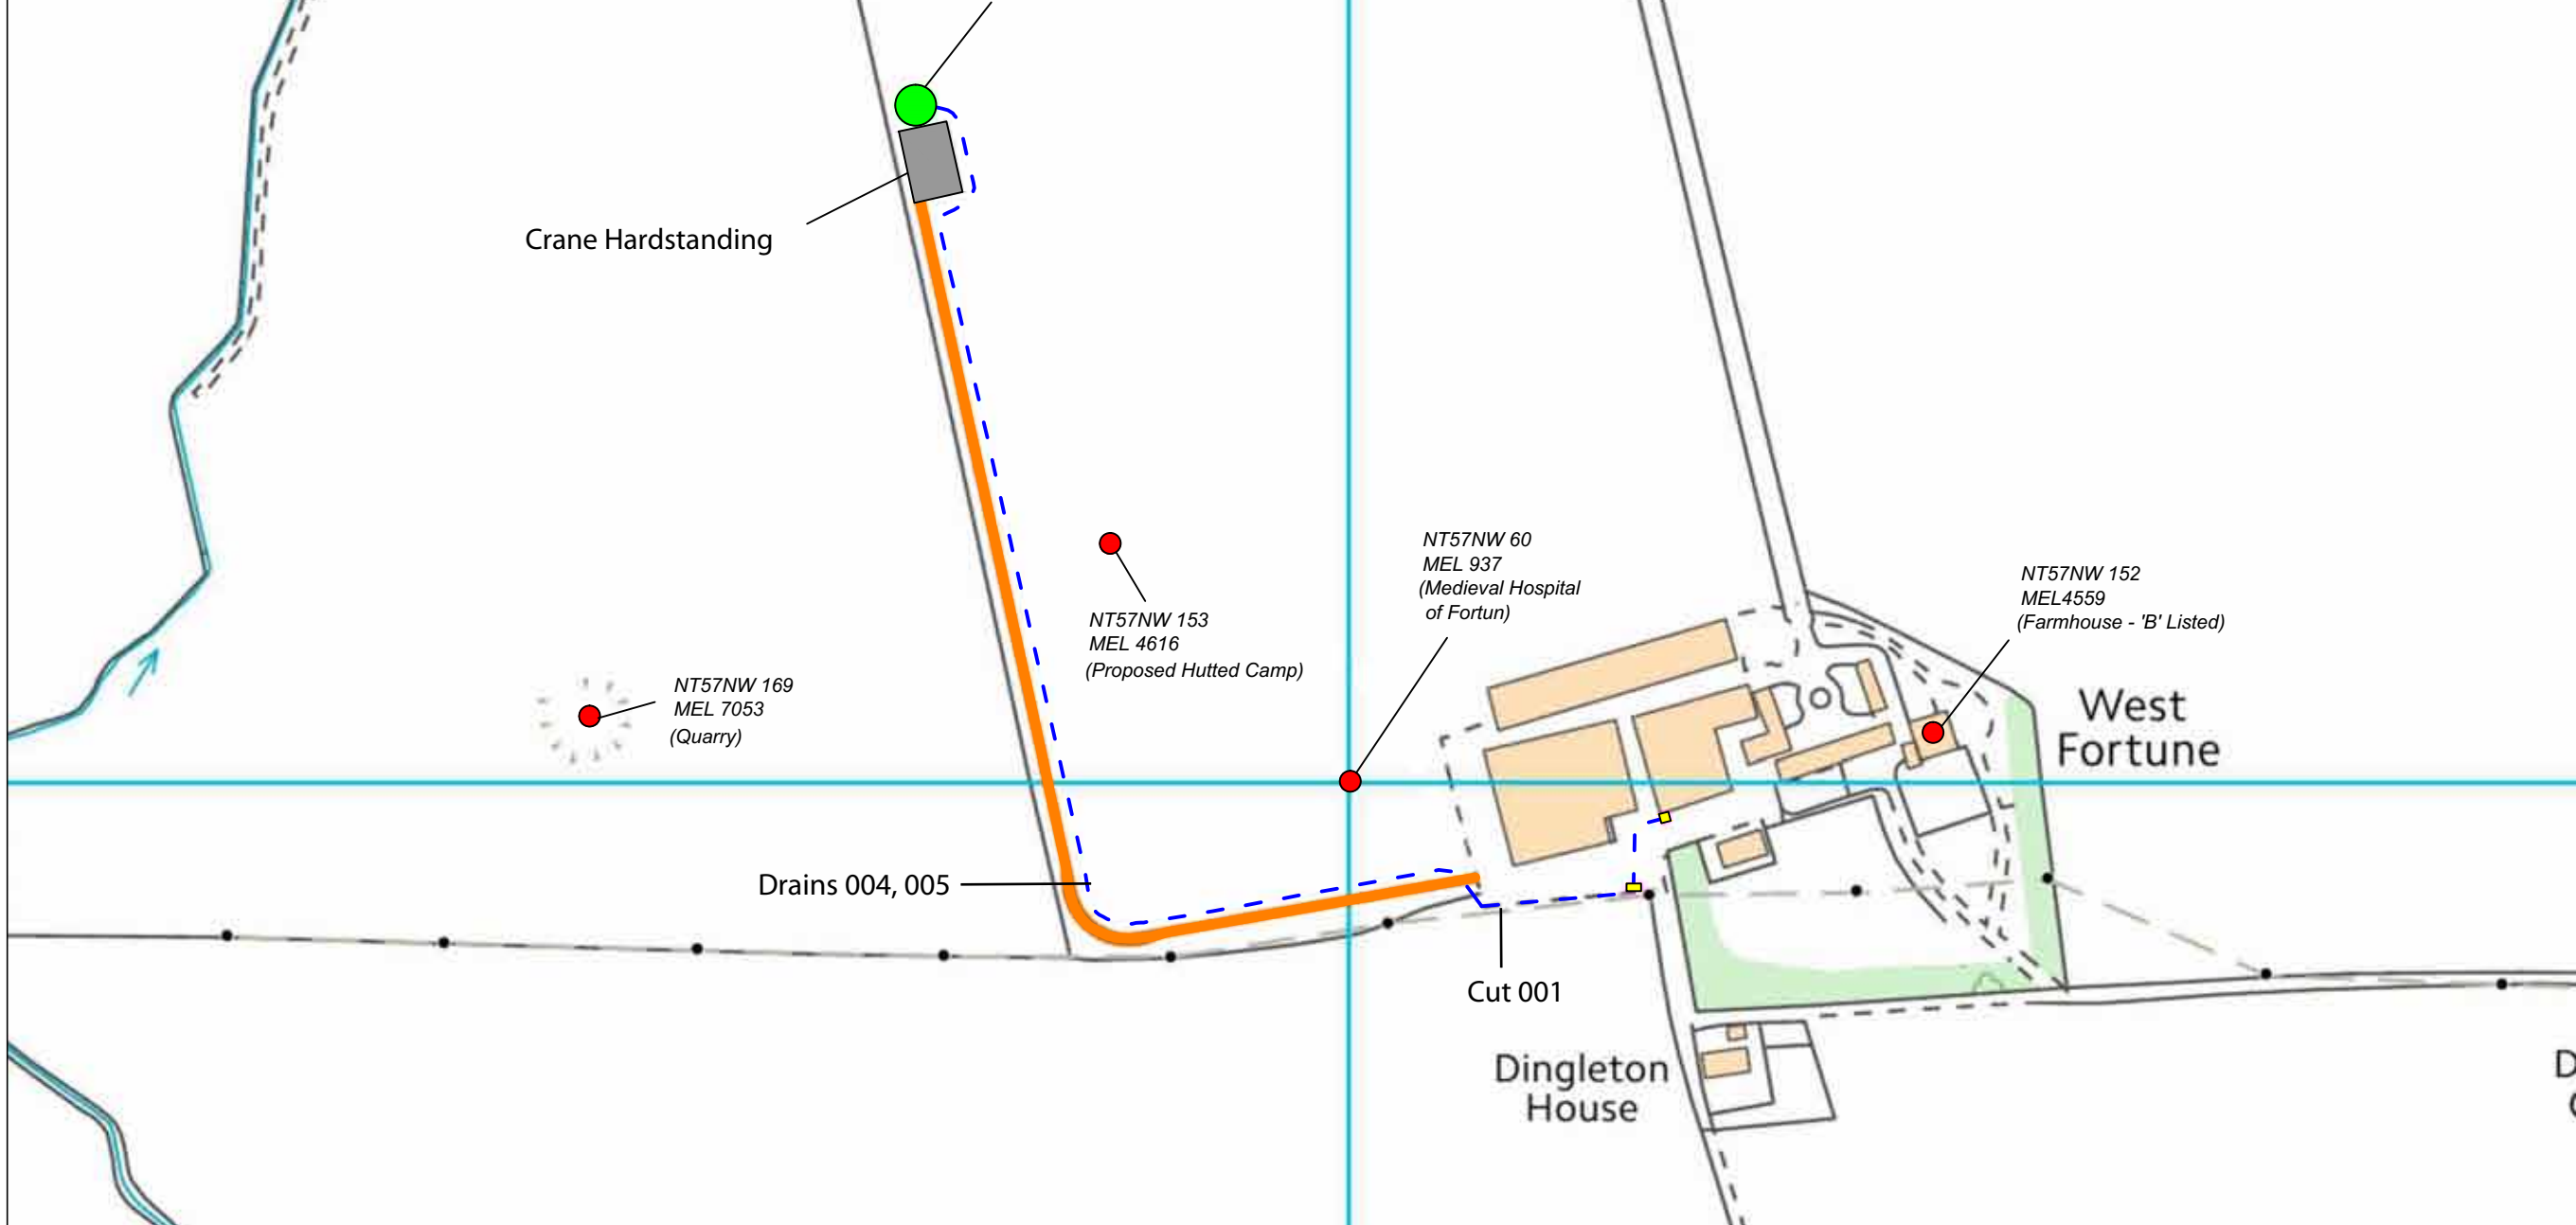 Crane Hardstanding
NT57NW 60
MEL 937
(Medieval Hospital
of Fortun)
NT57NW 152
MEL4559
(Farmhouse - 'B' Listed)
NT57NW 153
MEL 4616
(Proposed Hutted Camp)
NT57NW 169
MEL 7053
(Quarry)
West
Fortune
Drains 004, 005
Cut 001
Dingleton
House
D